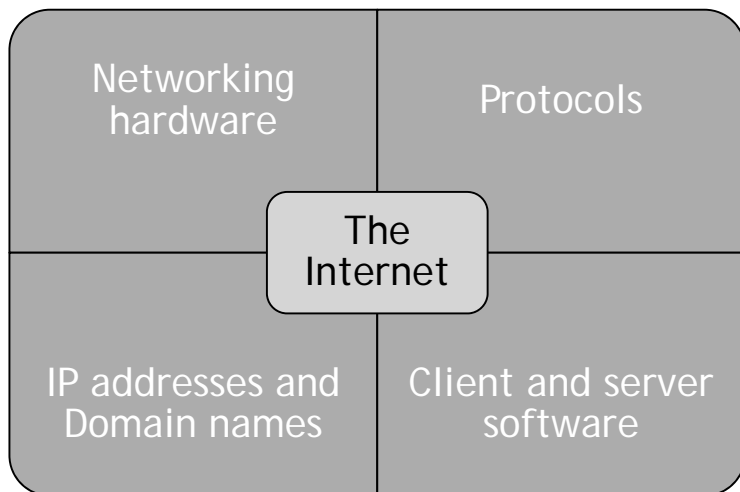 Networking
hardware
Protocols
The
Internet
IP addresses and
Domain names
Client and server
software